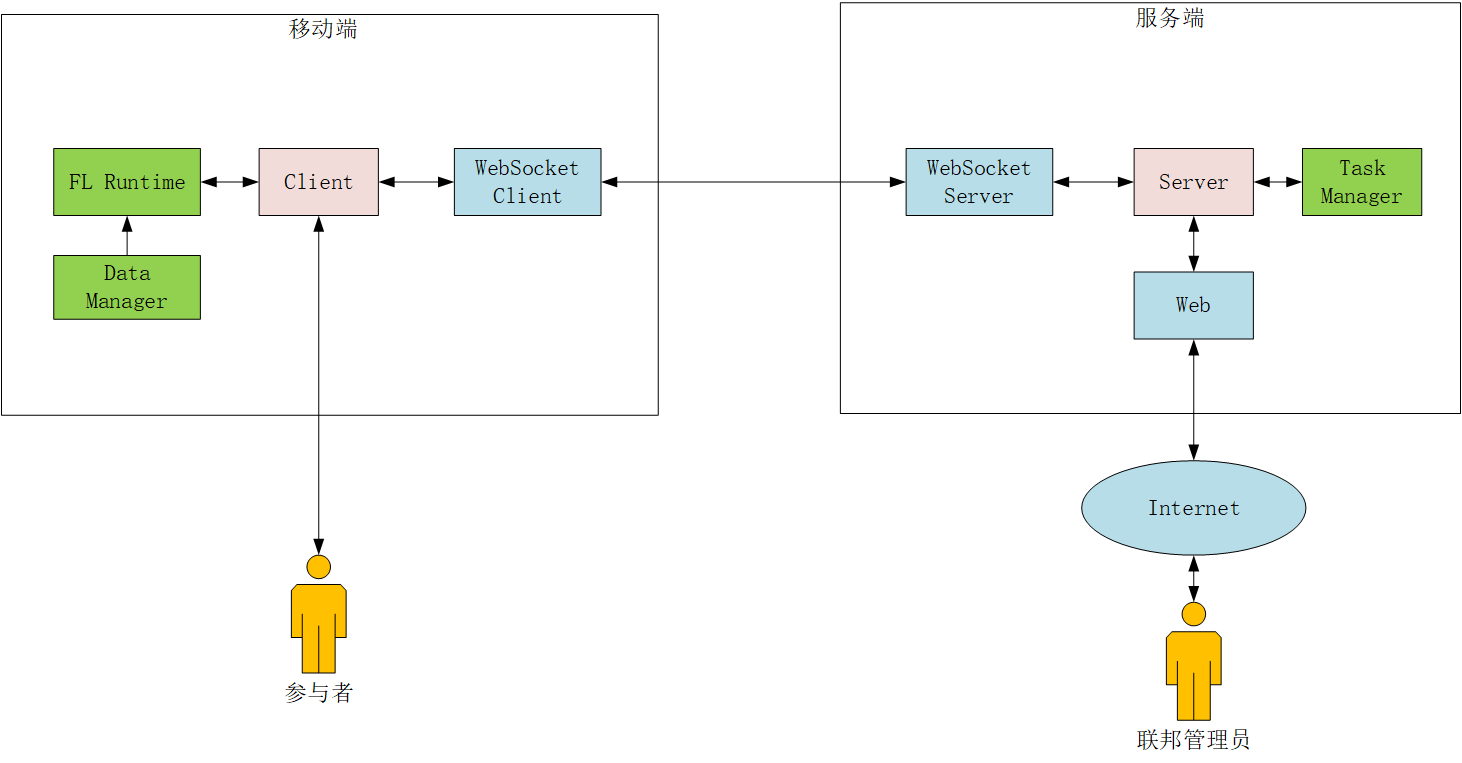 移动端
服务端
FL Runtime
Client
WebSocket
Client
WebSocket
Server
Server
Task
Manager
Data
Manager
Web
Internet
参与者
联邦管理员